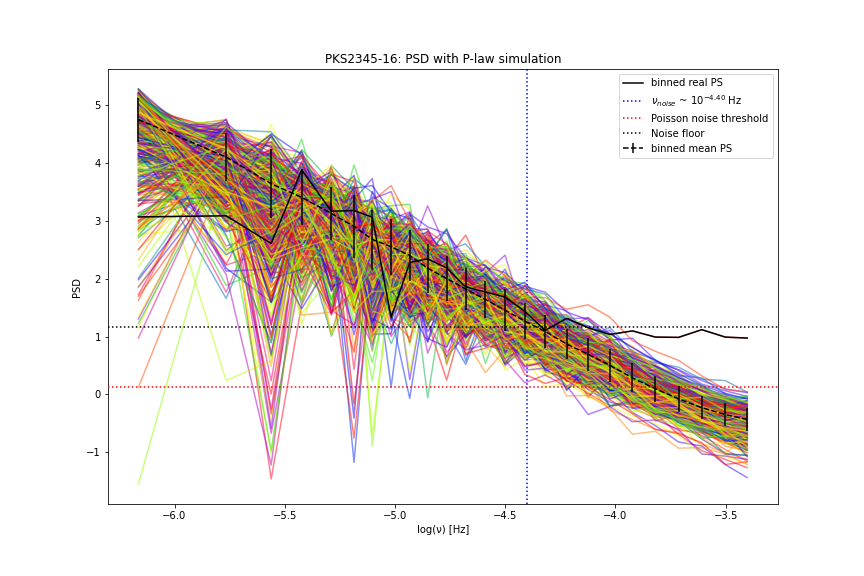 PKS2345-16: PSD with P-law simulation
binned real PS
ν_noise ~ 10^−4.40 Hz
Poisson noise threshold
Noise floor
binned mean PS
PSD
5
4
3
2
1
0
−1
−6.0 −5.5 −5.0 −4.5 −4.0 −3.5
log(ν) [Hz]